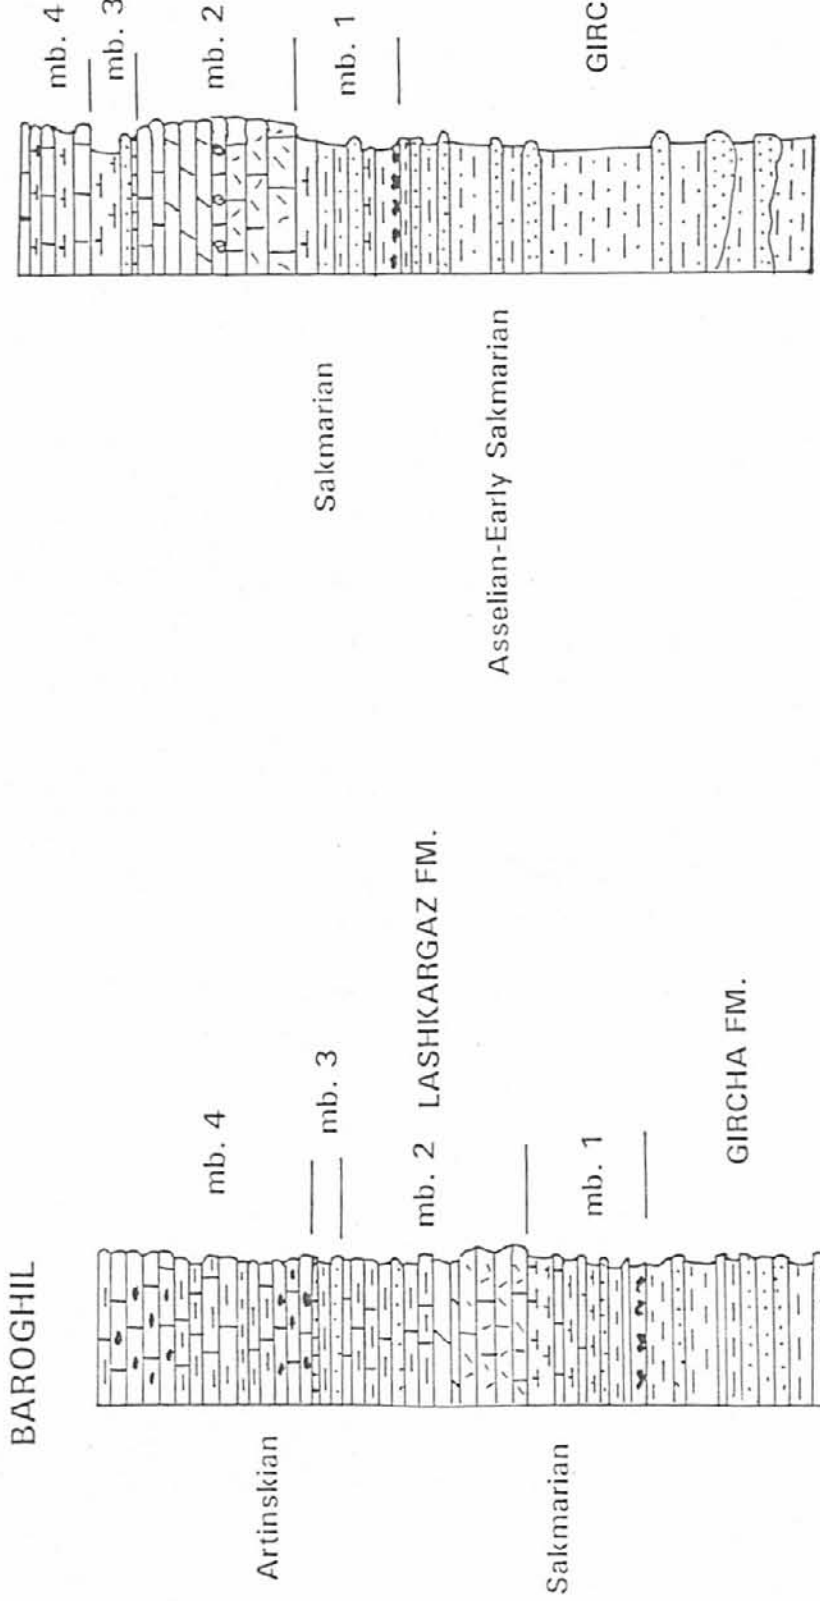 BAROGHIL
mb. 4
mb. 3
mb. 2 LASHKARGAZ FM.
mb. 1
GIRCHA FM.
Artinskian
Sakmarian
mb. 4
mb. 3
mb. 2
mb. 1
GIRC
Sakmarian
Asselian-Early Sakmarian